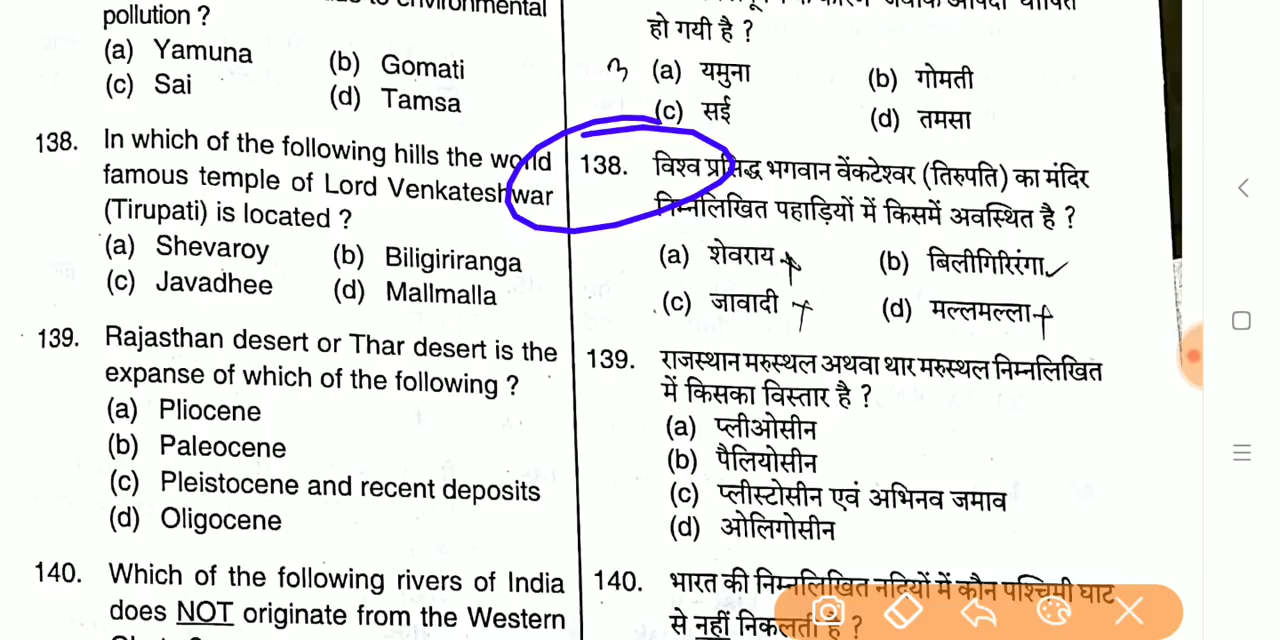 pollution ?
(a) Yamuna (b) Gomati
(c) Sai (d) Tamsa
138. In which of the following hills the world
famous temple of Lord Venkateshwar
(Tirupati) is located ?
(a) Shevaroy (b) Biligiriranga
(c) Javadhee (d) Mallmalla
139. Rajasthan desert or Thar desert is the
expanse of which of the following ?
(a) Pliocene
(b) Paleocene
(c) Pleistocene and recent deposits
(d) Oligocene
140. Which of the following rivers of India
does NOT originate from the Western
हो गयी है ?
(a) यमुना (b) गोमती
(c) सई (d) तमसा
138. विश्व प्रसिद्ध भगवान वेंकटेश्वर (तिरुपति) का मंदिर
निम्नलिखित पहाड़ियों में किसमें अवस्थित है ?
(a) शेवराय (b) बिलीगिरिरंगा
(c) जावादी (d) मल्लमल्ला
139. राजस्थान मरुस्थल अथवा थार मरुस्थल निम्नलिखित
में किसका विस्तार है ?
(a) प्लीओसीन
(b) पैलियोसीन
(c) प्लीस्टोसीन एवं अभिनव जमाव
(d) ओलिगोसीन
140. भारत की निम्नलिखित नदियों में कौन पश्चिमी घाट
से नहीं निकलती है ?